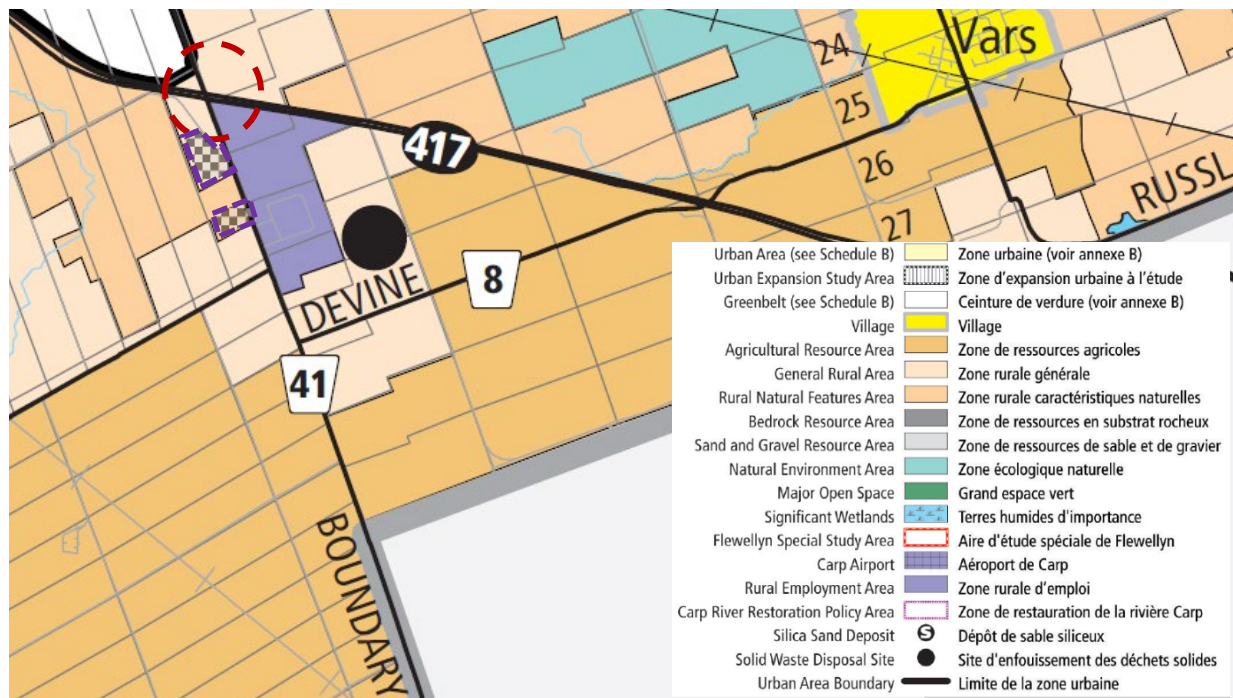 Vars
24
25
417
26
RUSSL
27
DEVINE
8
41
BOUNDARY
Urban Area (see Schedule B) Zone urbaine (voir annexe B)
Urban Expansion Study Area Zone d'expansion urbaine à l'étude
Greenbelt (see Schedule B) Ceinture de verdure (voir annexe B)
Village Village
Agricultural Resource Area Zone de ressources agricoles
General Rural Area Zone rurale générale
Rural Natural Features Area Zone rurale caractéristiques naturelles
Bedrock Resource Area Zone de ressources en substrat rocheux
Sand and Gravel Resource Area Zone de ressources de sable et de gravier
Natural Environment Area Zone écologique naturelle
Major Open Space Grand espace vert
Significant Wetlands Terres humides d'importance
Flewellyn Special Study Area Aire d'étude spéciale de Flewellyn
Carp Airport Aéroport de Carp
Rural Employment Area Zone rurale d'emploi
Carp River Restoration Policy Area Zone de restauration de la rivière Carp
Silica Sand Deposit S Dépôt de sable siliceux
Solid Waste Disposal Site Site d'enfouissement des déchets solides
Urban Area Boundary Limite de la zone urbaine